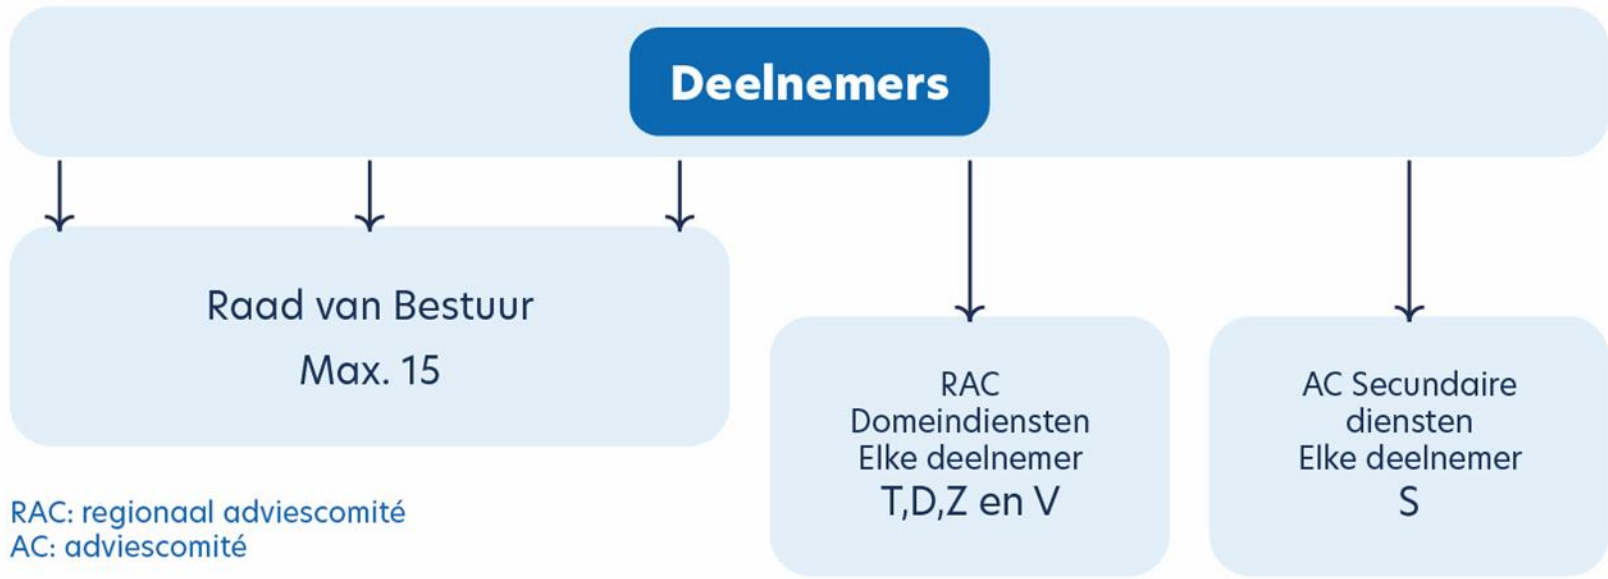 Deelnemers
Raad van Bestuur
Max. 15
RAC
Domeindiensten
Elke deelnemer
T,D,Z en V
AC Secundaire
diensten
Elke deelnemer
S
RAC: regionaal adviescomité
AC: adviescomité